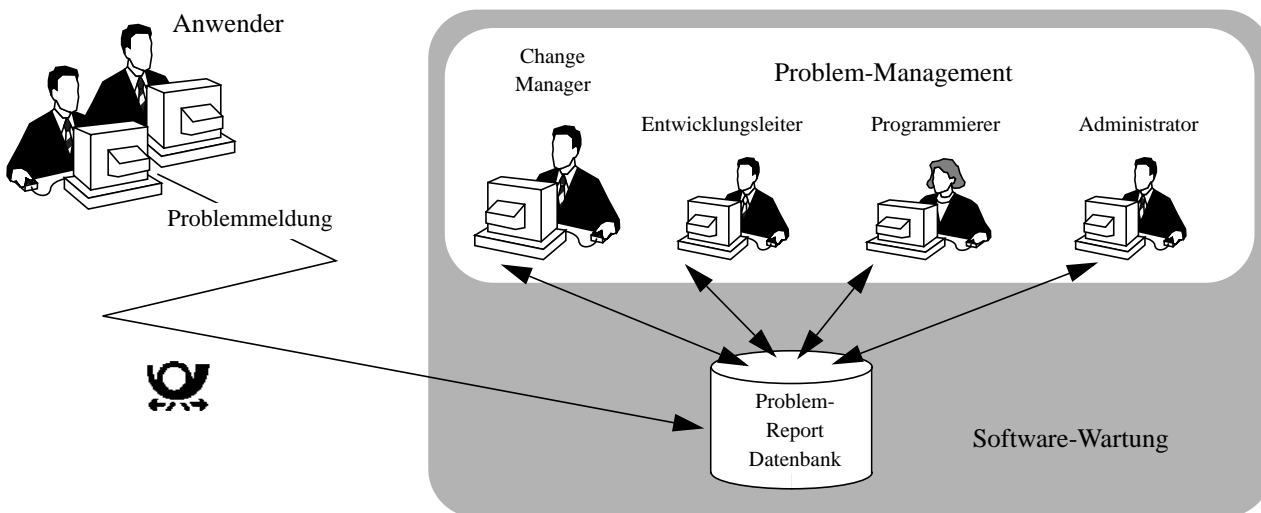 Anwender
Change
Manager
Problem-Management
Entwicklungsleiter
Programmierer
Administrator
Problemmeldung
Problem-
Report
Datenbank
Software-Wartung